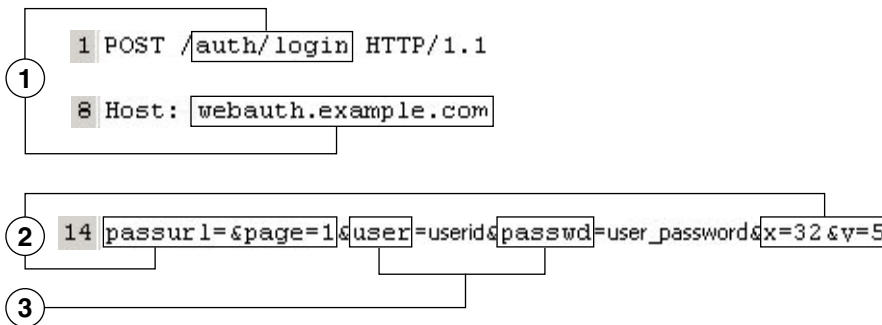 1 POST /auth/login HTTP/1.1
1
8 Host: webauth.example.com
2
14 passurl=&page=1&user=userid&passwd=user_password&x=32&y=5
3